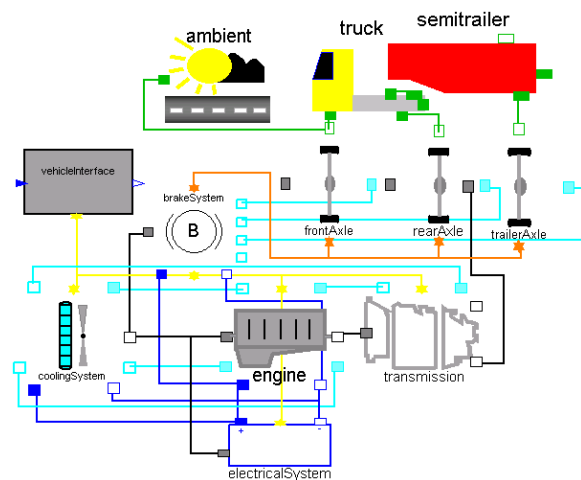 semitrailer
truck
ambient
vehicleInterface
brakeSystem
B
frontAxle
rearAxle
trailerAxle
coolingSystem
engine
transmission
+
-
electricalSystem